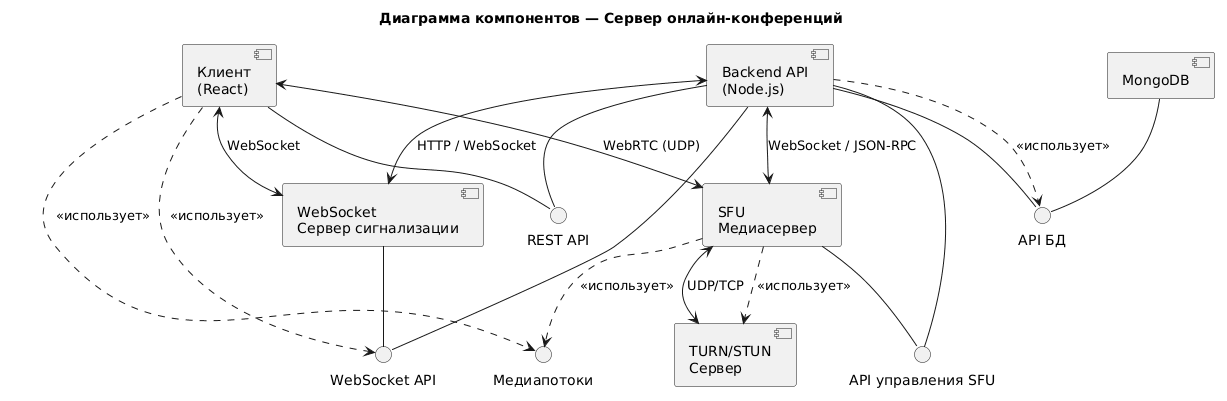 Диаграмма компонентов — Сервер онлайн-конференций
Клиент
(React)
Backend API
(Node.js)
MongoDB
WebSocket
HTTP / WebSocket
WebRTC (UDP)
WebSocket / JSON-RPC
«использует»
«использует»
«использует»
WebSocket
Сервер сигнализации
REST API
SFU
Медиасервер
API БД
«использует»
UDP/TCP
«использует»
TURN/STUN
Сервер
WebSocket API
Медиапотоки
API управления SFU